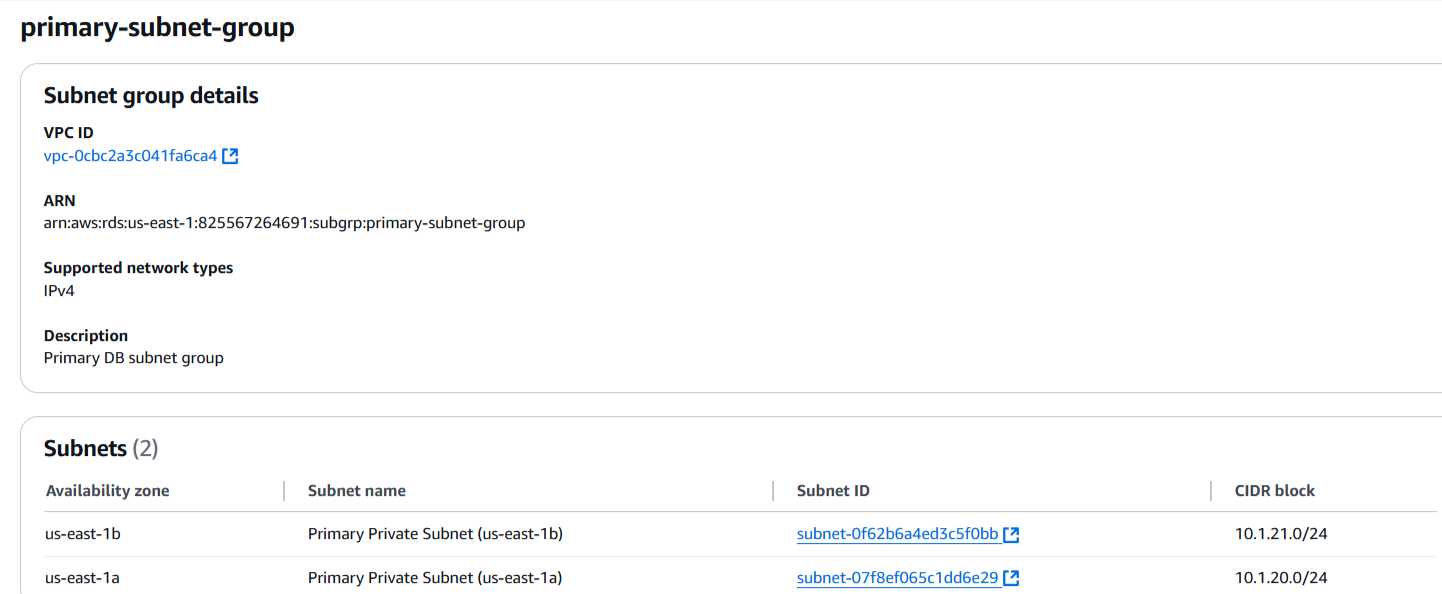 primary-subnet-group
Subnet group details
VPC ID
vpc-0cbc2a3c041fa6ca4
ARN
arn:aws:rds:us-east-1:825567264691:subgrp:primary-subnet-group
Supported network types
IPv4
Description
Primary DB subnet group
Subnets (2)
Availability zone Subnet name Subnet ID CIDR block
us-east-1b Primary Private Subnet (us-east-1b) subnet-0f62b6a4ed3c5f0bb 10.1.21.0/24
us-east-1a Primary Private Subnet (us-east-1a) subnet-07f8ef065c1dd6e29 10.1.20.0/24